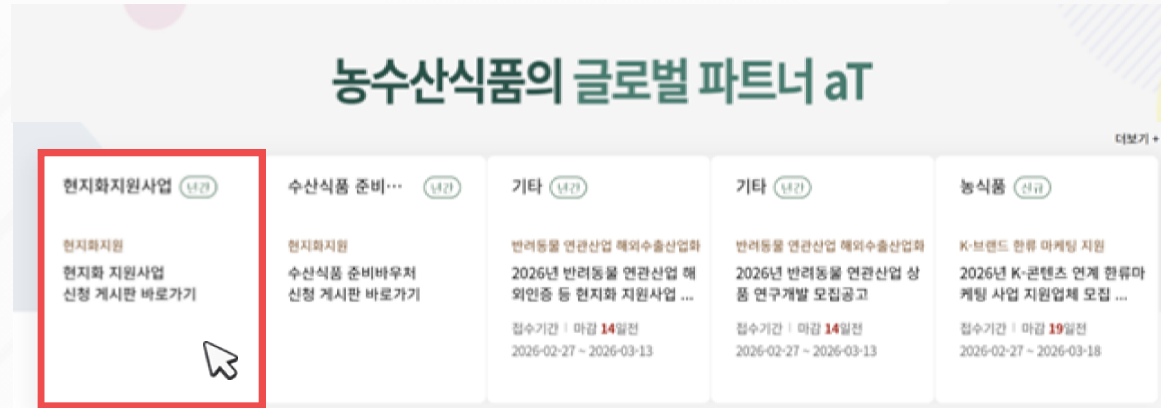 농수산식품의 글로벌 파트너 aT
더보기 +
현지화지원사업 년간
현지화지원
현지화 지원사업
신청 게시판 바로가기
수산식품 준비··· 년간
현지화지원
수산식품 준비바우처
신청 게시판 바로가기
기타 년간
반려동물 연관산업 해외수출산업화
2026년 반려동물 연관산업 해
외인증 등 현지화 지원사업 ...
접수기간 | 마감 14일전
2026-02-27 ~ 2026-03-13
기타 년간
반려동물 연관산업 해외수출산업화
2026년 반려동물 연관산업 상
품 연구개발 모집공고
접수기간 | 마감 14일전
2026-02-27 ~ 2026-03-13
농식품 신규
K-브랜드 한류 마케팅 지원
2026년 K-콘텐츠 연계 한류마
케팅 사업 지원업체 모집 ...
접수기간 | 마감 19일전
2026-02-27 ~ 2026-03-18